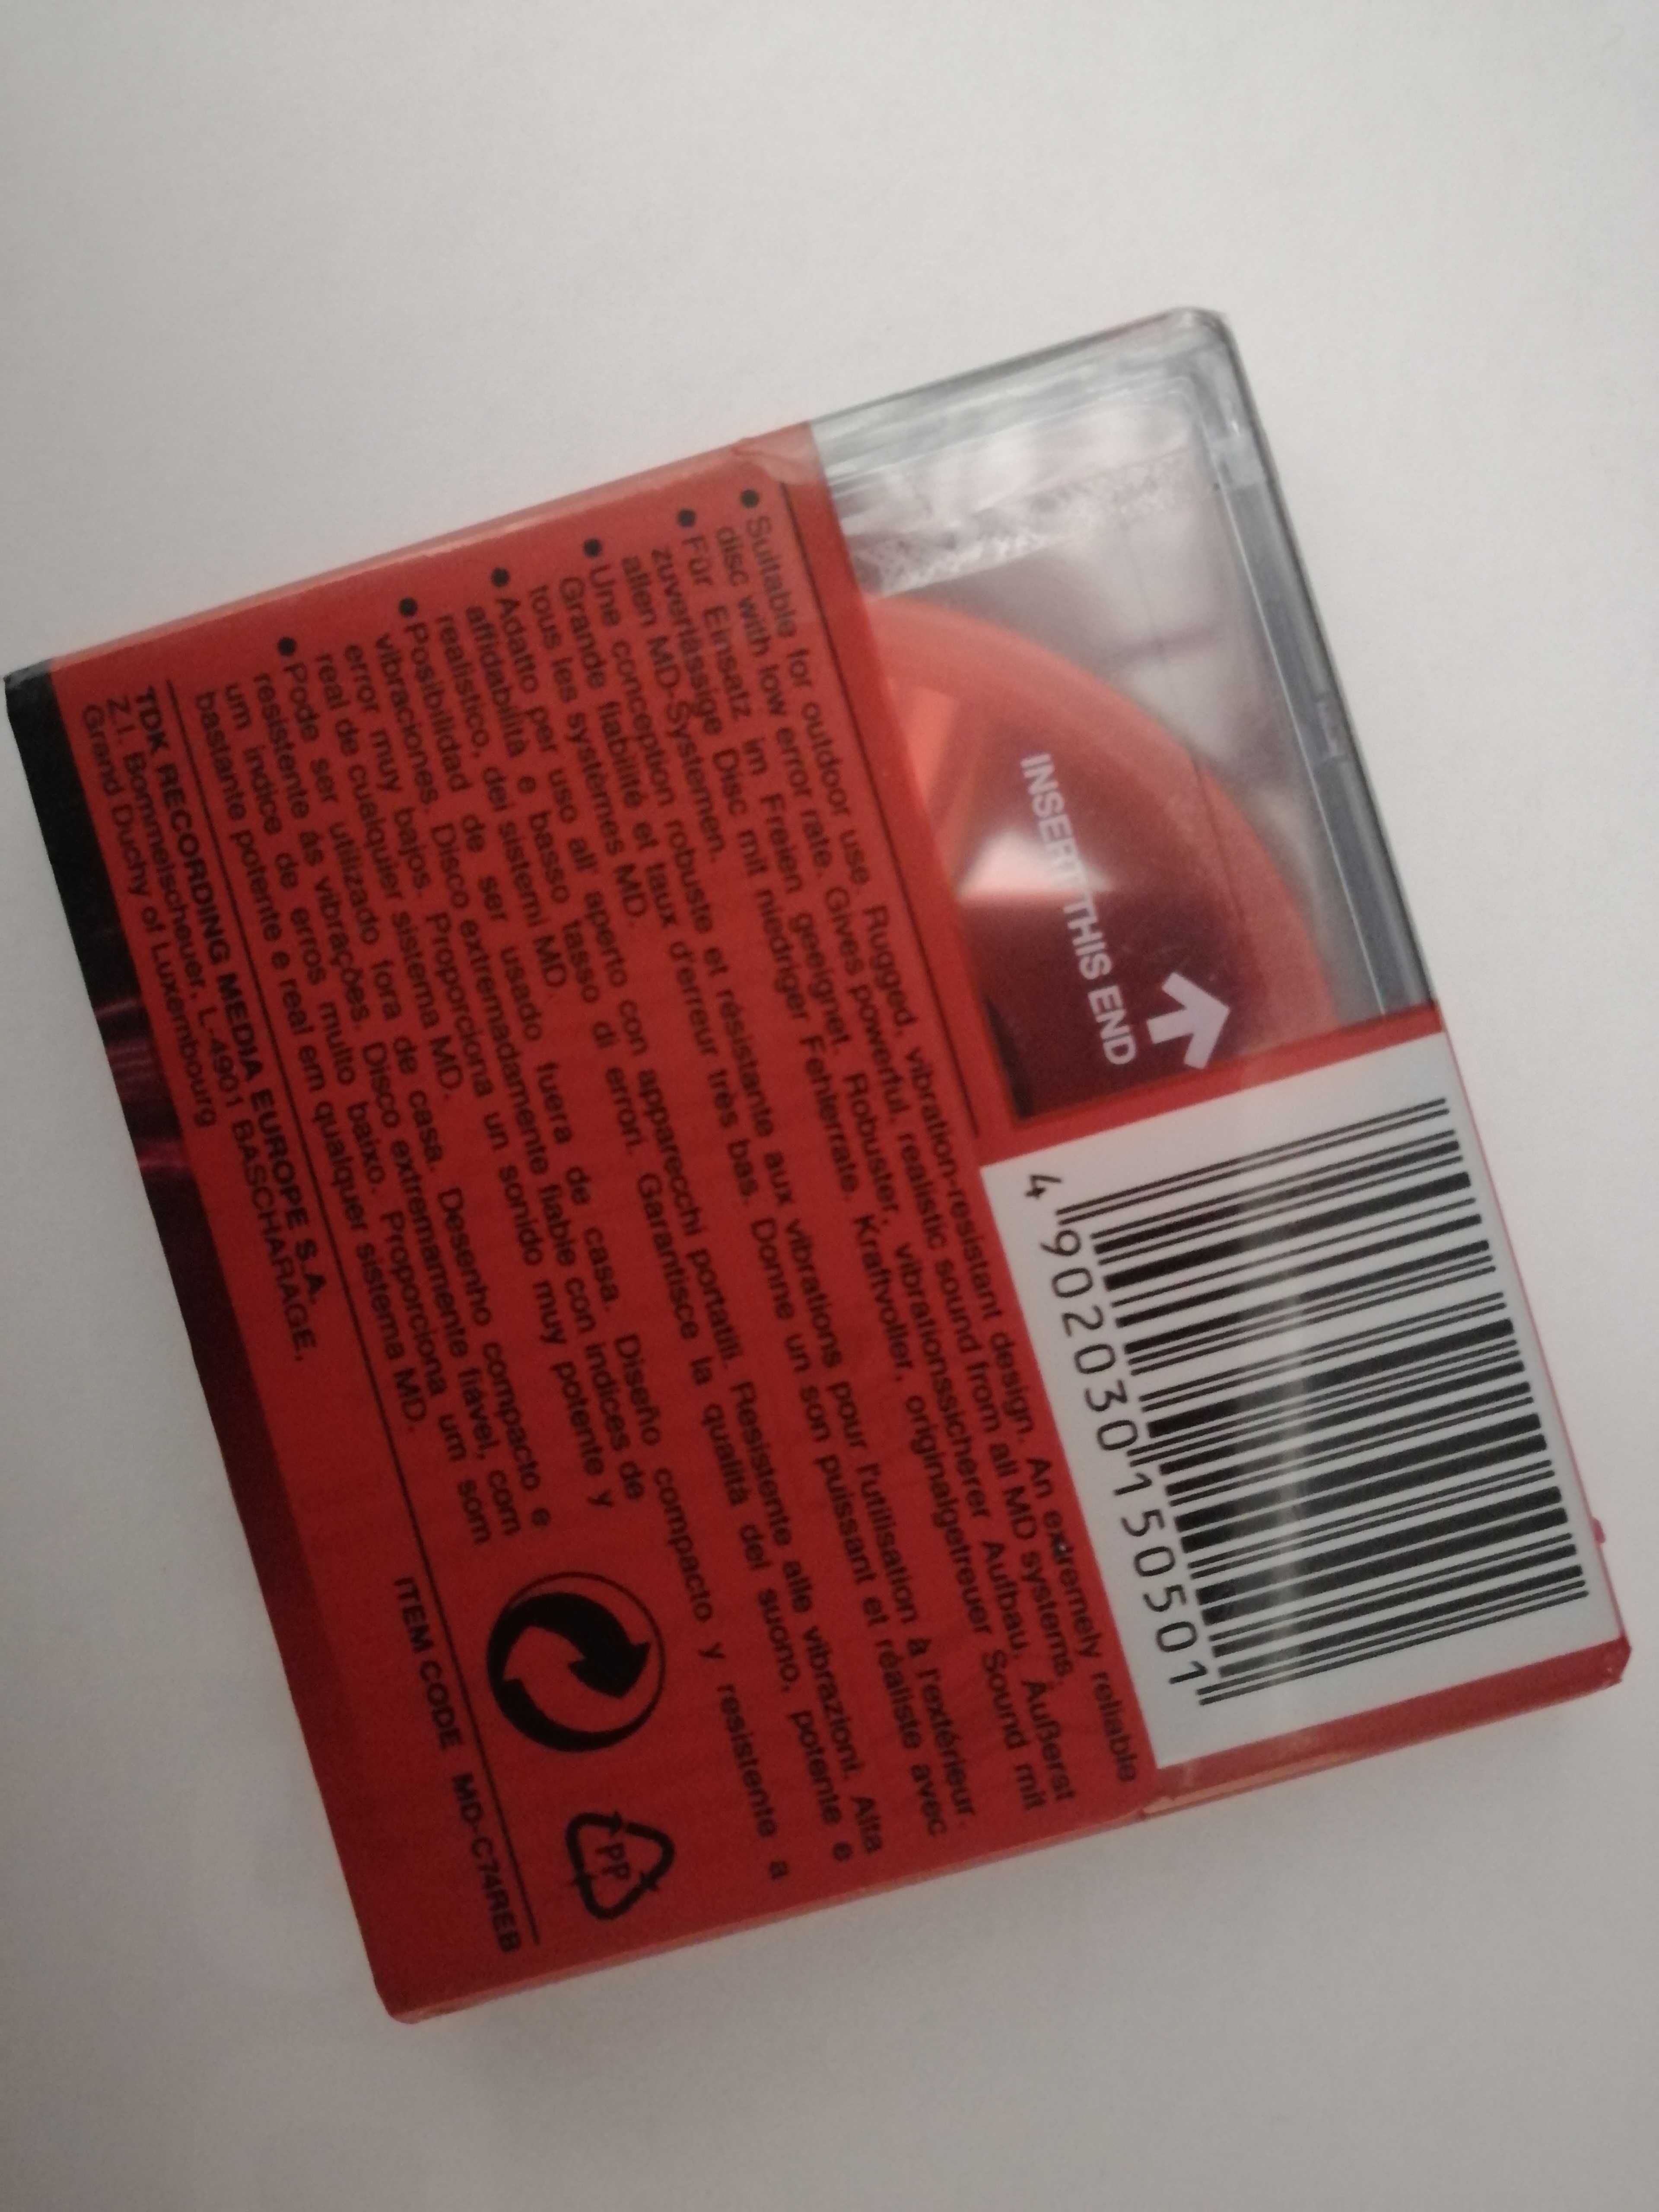 INSERT THIS END
4 902030 150501
● Suitable for outdoor use. Rugged, vibration-resistant design. An extremely reliable
disc with low error rate. Gives powerful, realistic sound from all MD systems.
● Für Einsatz im Freien geeignet. Robuster, vibrationssicherer Aufbau. Äußerst
zuverlässige Disc mit niedriger Fehlerrate. Kraftvoller, originalgetreuer Sound mit
allen MD-Systemen.
● Une conception robuste et résistante aux vibrations pour l'utilisation à l'extérieur.
Grande fiabilité et taux d'erreur très bas. Donne un son puissant et réaliste avec
tous les systèmes MD.
● Adatto per uso all' aperto con apparecchi portatili. Resistente alle vibrazioni. Alta
affidabilità e basso tasso di errori. Garantisce la qualità del suono, potente e
realistico, dei sistemi MD.
● Posibilidad de ser usado fuera de casa. Diseño compacto y resistente a
vibraciones. Disco extremadamente fiable con índices de
error muy bajos. Proporciona un sonido muy potente y
real de cualquier sistema MD.
● Pode ser utilizado fora de casa. Desenho compacto e
resistente ás vibrações. Disco extremamente fiável, com
um indice de erros muito baixo. Proporciona um som
bastante potente e real em qualquer sistema MD.
TDK RECORDING MEDIA EUROPE S.A.
Z.I. Bommelscheuer, L-4901 BASCHARAGE,
Grand Duchy of Luxembourg
ITEM CODE MD-C74REB
PP